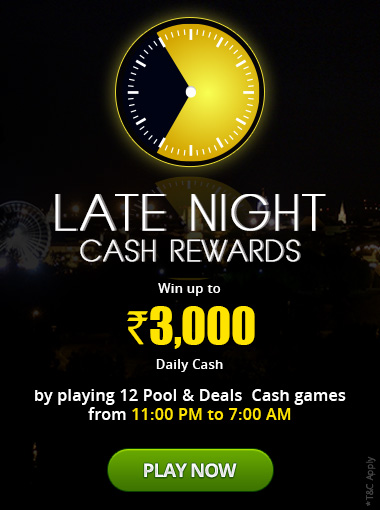 LATE NIGHT
CASH REWARDS
Win up to
₹3,000
Daily Cash
by playing 12 Pool & Deals Cash games
from 11:00 PM to 7:00 AM
PLAY NOW
*T&C Apply